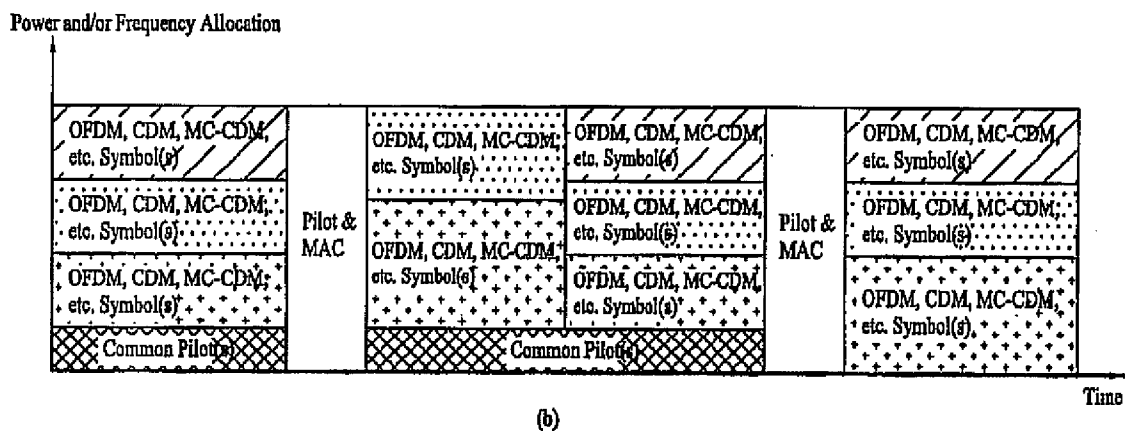 Power and/or Frequency Allocation
OFDM, CDM, MC-CDM,
etc. Symbol(s)
OFDM, CDM, MC-CDM,
etc. Symbol(s)
OFDM, CDM, MC-CDM,
etc. Symbol(s)
Common Pilot(s)
Pilot &
MAC
OFDM, CDM, MC-CDM,
etc. Symbol(s)
OFDM, CDM, MC-CDM,
etc. Symbol(s)
OFDM, CDM, MC-CDM,
etc. Symbol(s)
OFDM, CDM, MC-CDM,
etc. Symbol(s)
OFDM, CDM, MC-CDM,
etc. Symbol(s)
Common Pilot(s)
Pilot &
MAC
OFDM, CDM, MC-CDM,
etc. Symbol(s)
OFDM, CDM, MC-CDM,
etc. Symbol(s)
OFDM, CDM, MC-CDM,
etc. Symbol(s)
Time
(b)